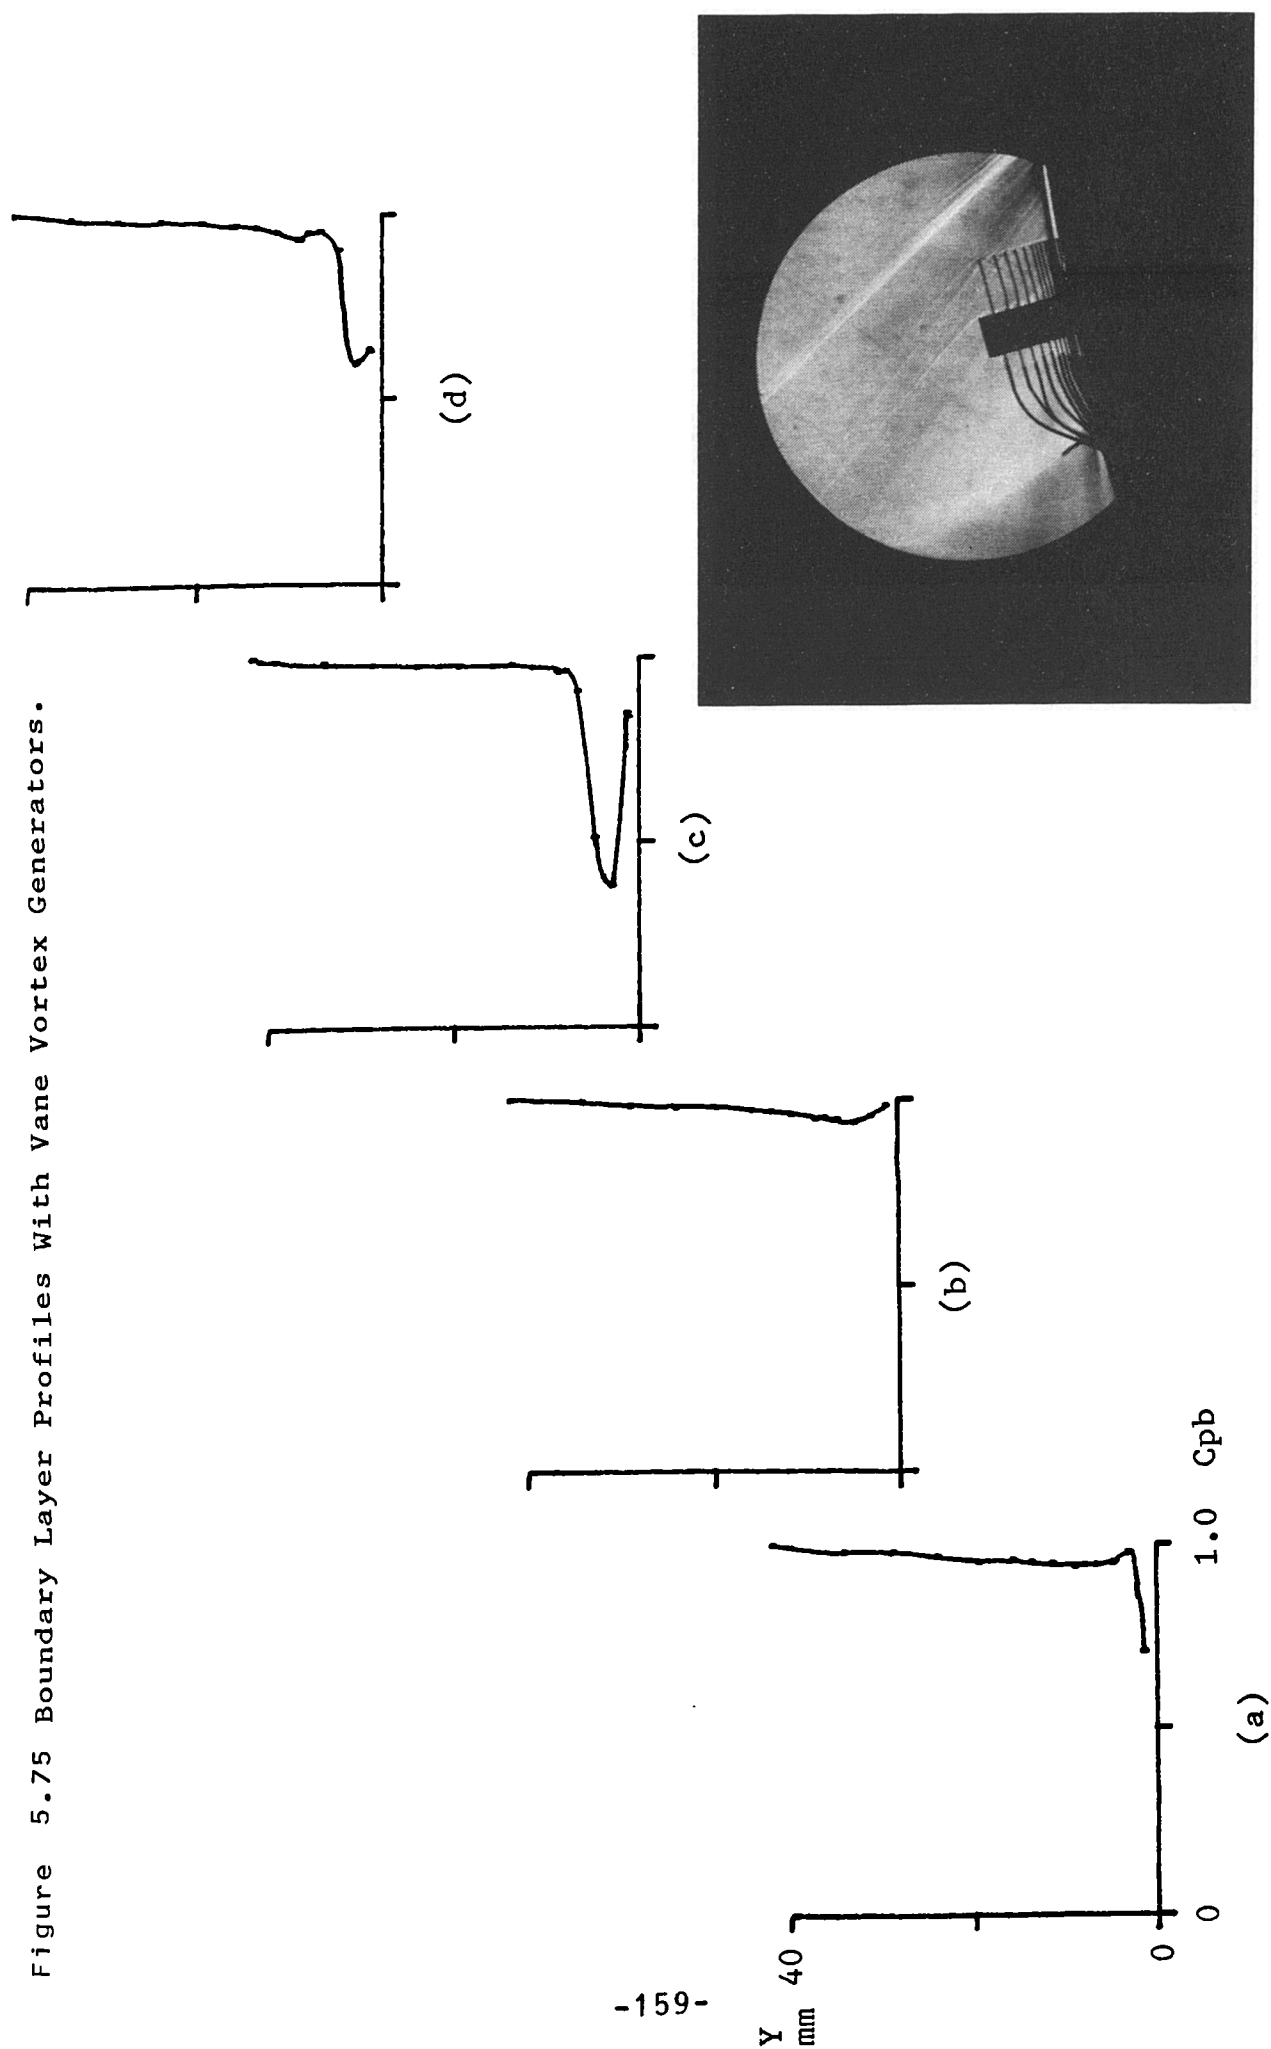 Figure 5.75 Boundary Layer Profiles With Vane Vortex Generators.
(d)
(c)
(b)
(a)
Y
mm
40
0
0
1.0 Cpb
-159-